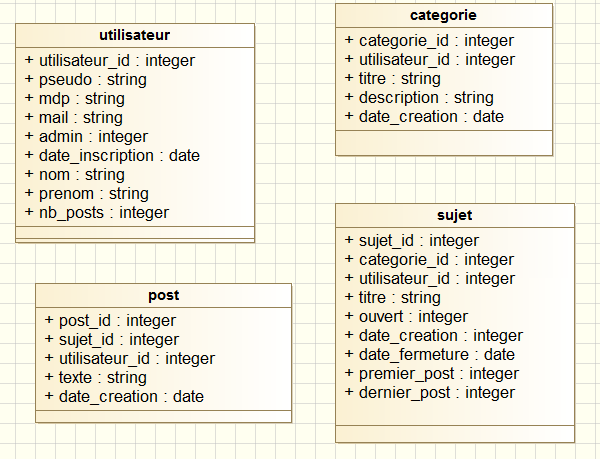 utilisateur
+ utilisateur_id : integer
+ pseudo : string
+ mdp : string
+ mail : string
+ admin : integer
+ date_inscription : date
+ nom : string
+ prenom : string
+ nb_posts : integer
categorie
+ categorie_id : integer
+ utilisateur_id : integer
+ titre : string
+ description : string
+ date_creation : date
post
+ post_id : integer
+ sujet_id : integer
+ utilisateur_id : integer
+ texte : string
+ date_creation : date
sujet
+ sujet_id : integer
+ categorie_id : integer
+ utilisateur_id : integer
+ titre : string
+ ouvert : integer
+ date_creation : integer
+ date_fermeture : date
+ premier_post : integer
+ dernier_post : integer